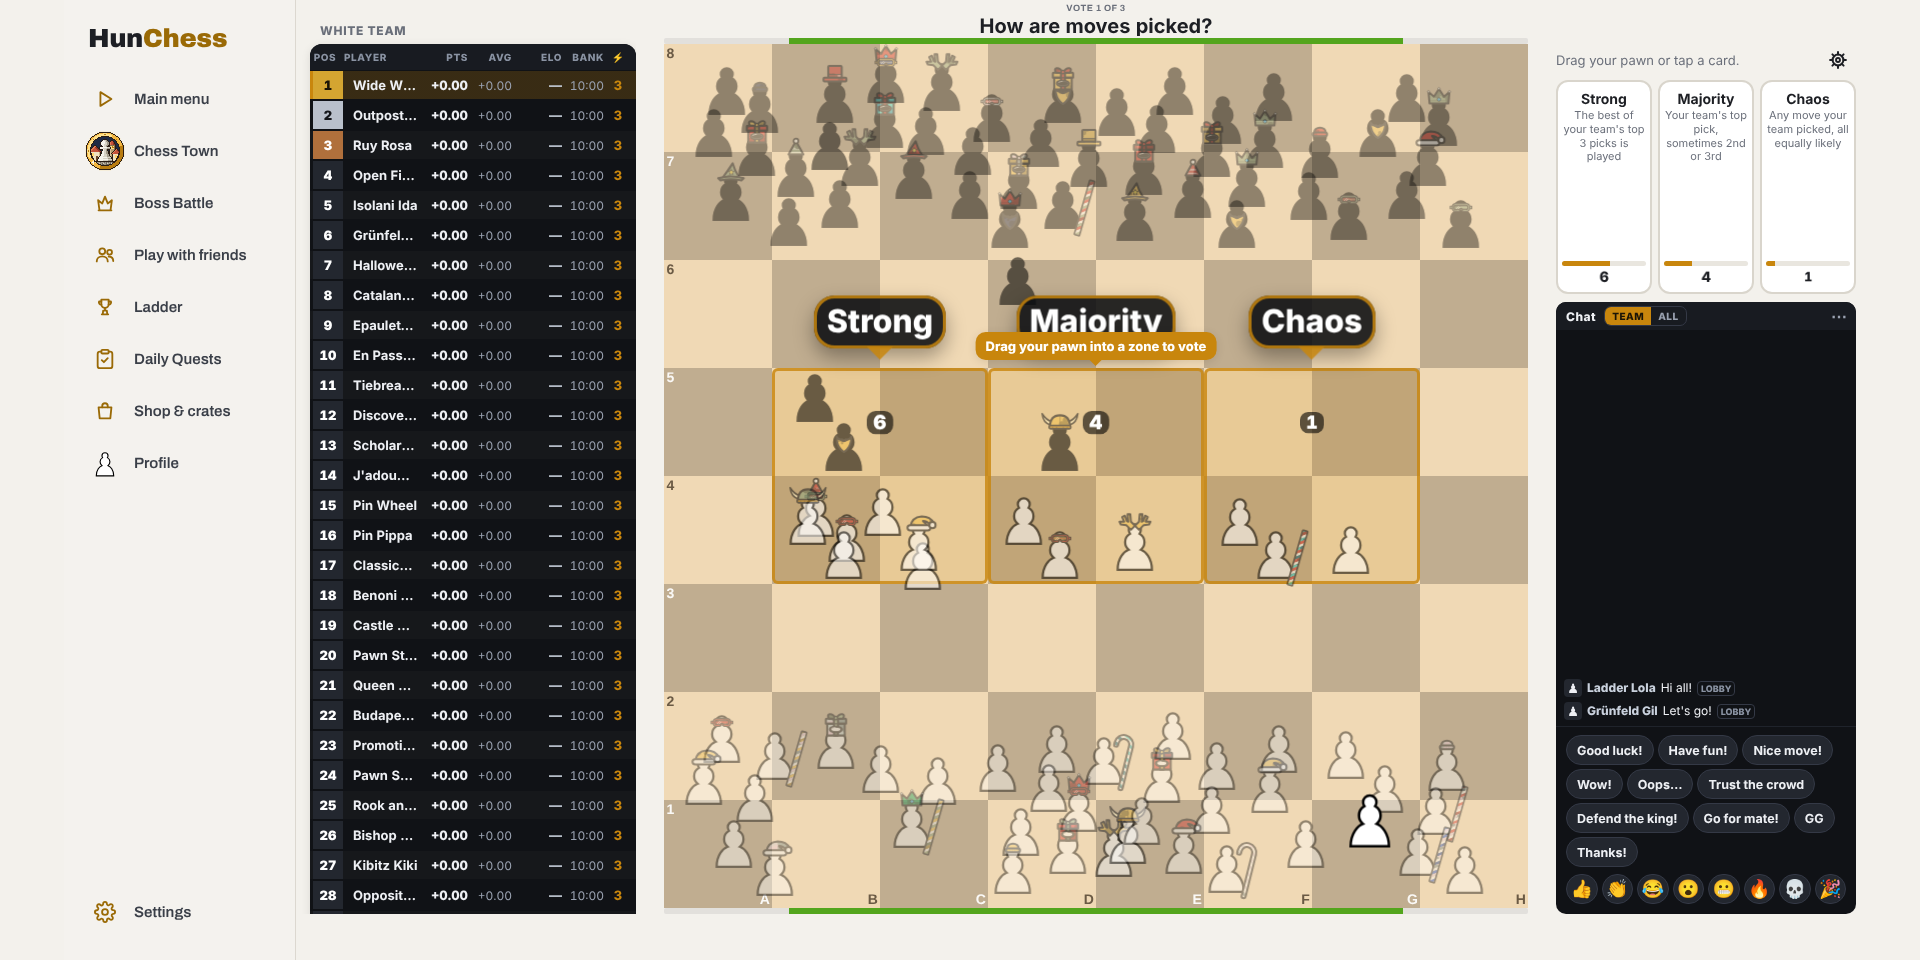 HunChess
Main menu
Chess Town
Boss Battle
Play with friends
Ladder
Daily Quests
Shop & crates
Profile
Settings
WHITE TEAM
POS PLAYER PTS AVG ELO BANK ⚡
1 Wide W... +0.00 +0.00 — 10:00 3
2 Outpost... +0.00 +0.00 — 10:00 3
3 Ruy Rosa +0.00 +0.00 — 10:00 3
4 Open Fi... +0.00 +0.00 — 10:00 3
5 Isolani Ida +0.00 +0.00 — 10:00 3
6 Grünfel... +0.00 +0.00 — 10:00 3
7 Hallowe... +0.00 +0.00 — 10:00 3
8 Catalan... +0.00 +0.00 — 10:00 3
9 Epaulet... +0.00 +0.00 — 10:00 3
10 En Pass... +0.00 +0.00 — 10:00 3
11 Tiebrea... +0.00 +0.00 — 10:00 3
12 Discove... +0.00 +0.00 — 10:00 3
13 Scholar... +0.00 +0.00 — 10:00 3
14 J'adou... +0.00 +0.00 — 10:00 3
15 Pin Wheel +0.00 +0.00 — 10:00 3
16 Pin Pippa +0.00 +0.00 — 10:00 3
17 Classic... +0.00 +0.00 — 10:00 3
18 Benoni ... +0.00 +0.00 — 10:00 3
19 Castle ... +0.00 +0.00 — 10:00 3
20 Pawn St... +0.00 +0.00 — 10:00 3
21 Queen ... +0.00 +0.00 — 10:00 3
22 Budape... +0.00 +0.00 — 10:00 3
23 Promoti... +0.00 +0.00 — 10:00 3
24 Pawn S... +0.00 +0.00 — 10:00 3
25 Rook an... +0.00 +0.00 — 10:00 3
26 Bishop ... +0.00 +0.00 — 10:00 3
27 Kibitz Kiki +0.00 +0.00 — 10:00 3
28 Opposit... +0.00 +0.00 — 10:00 3
VOTE 1 OF 3
How are moves picked?
8
7
6
Strong Majority Chaos
Drag your pawn into a zone to vote
5
6 4 1
4
3
2
1
A B C D E F G H
Drag your pawn or tap a card.
Strong
The best of
your team's top
3 picks is
played
6
Majority
Your team's top
pick,
sometimes 2nd
or 3rd
4
Chaos
Any move your
team picked, all
equally likely
1
Chat TEAM ALL ...
Ladder Lola Hi all! LOBBY
Grünfeld Gil Let's go! LOBBY
Good luck! Have fun! Nice move!
Wow! Oops... Trust the crowd
Defend the king! Go for mate! GG
Thanks!